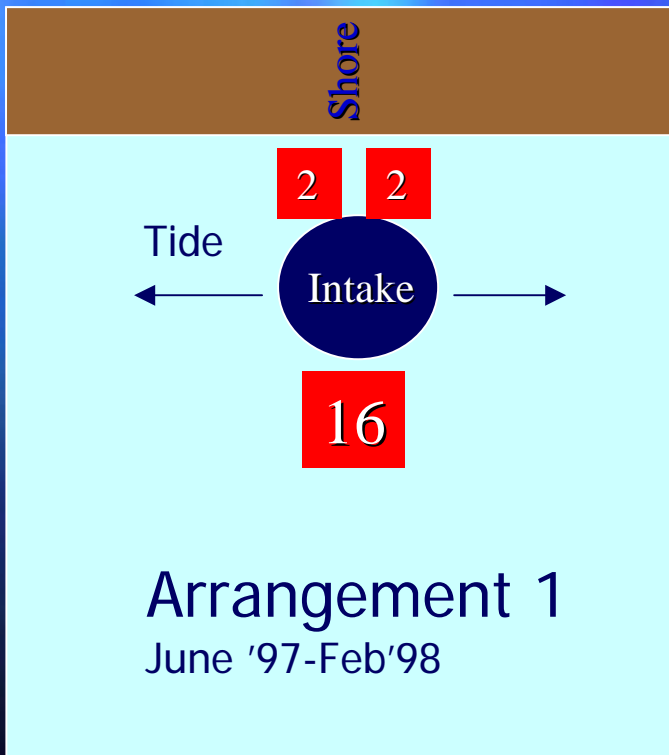 Shore
2 2
Tide
Intake
16
Arrangement 1
June '97-Feb'98